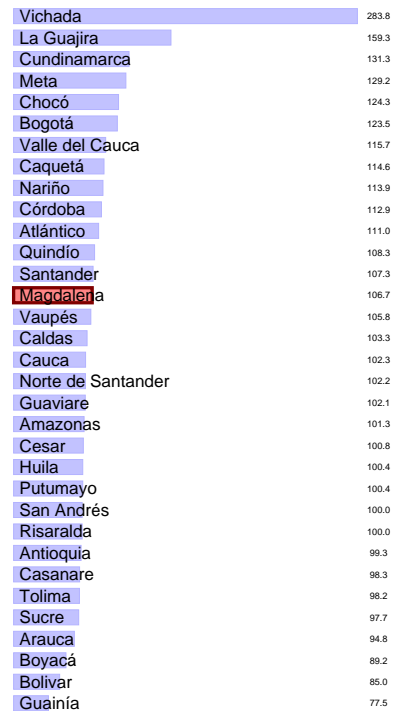 Vichada 283.8
La Guajira 159.3
Cundinamarca 131.3
Meta 129.2
Chocó 124.3
Bogotá 123.5
Valle del Cauca 115.7
Caquetá 114.6
Nariño 113.9
Córdoba 112.9
Atlántico 111.0
Quindío 108.3
Santander 107.3
Magdalena 106.7
Vaupés 105.8
Caldas 103.3
Cauca 102.3
Norte de Santander 102.2
Guaviare 102.1
Amazonas 101.3
Cesar 100.8
Huila 100.4
Putumayo 100.4
San Andrés 100.0
Risaralda 100.0
Antioquia 99.3
Casanare 98.3
Tolima 98.2
Sucre 97.7
Arauca 94.8
Boyacá 89.2
Bolivar 85.0
Guainía 77.5